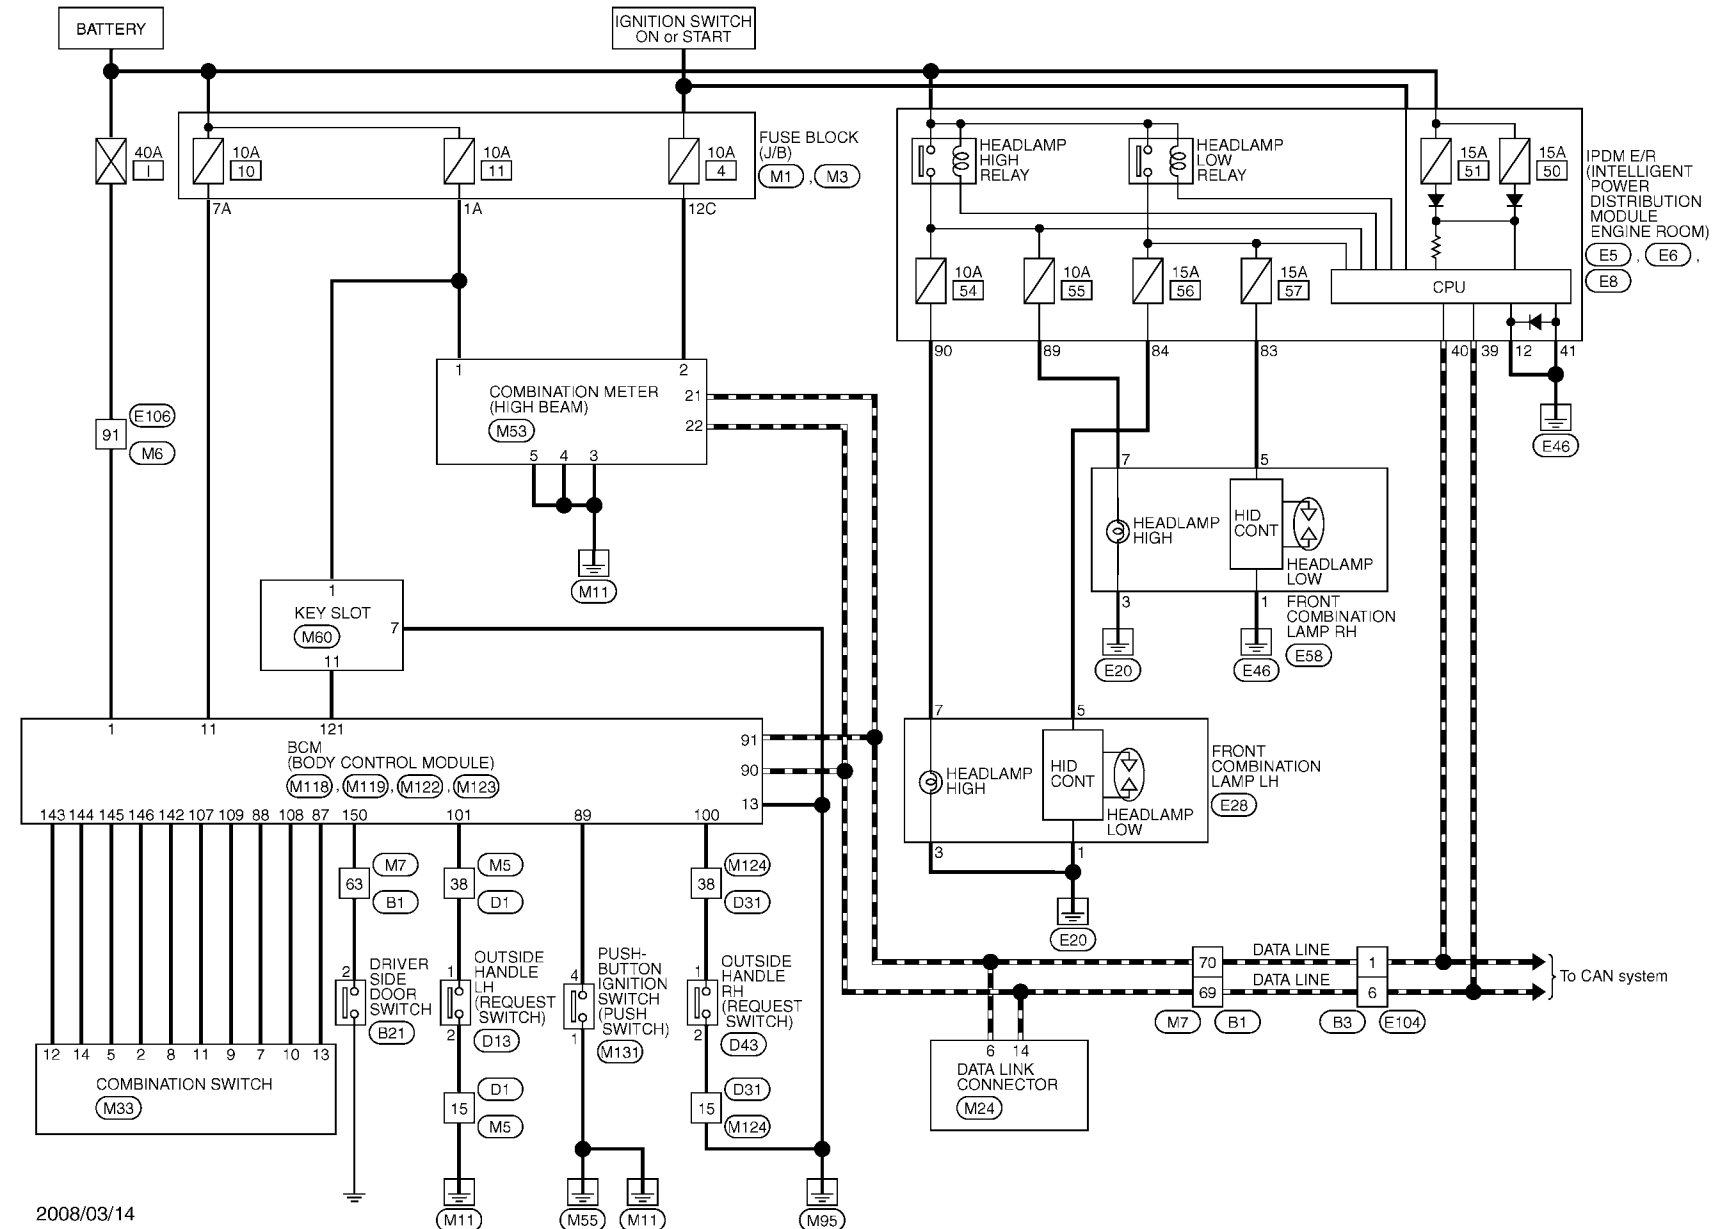 BATTERY
IGNITION SWITCH
ON or START
40A
I
10A
10
10A
11
10A
4
FUSE BLOCK
(J/B)
M1 , M3
7A
1A
12C
HEADLAMP
HIGH
RELAY
HEADLAMP
LOW
RELAY
15A
51
15A
50
IPDM E/R
(INTELLIGENT
POWER
DISTRIBUTION
MODULE
ENGINE ROOM)
E5 , E6 ,
E8
10A
54
10A
55
15A
56
15A
57
CPU
90
89
84
83
40
39
12
41
E46
1
2
COMBINATION METER
(HIGH BEAM)
M53
21
22
5 4 3
M11
E106
91
M6
7
5
HEADLAMP
HIGH
HID
CONT
HEADLAMP
LOW
3
1
FRONT
COMBINATION
LAMP RH
E58
E20
E46
1
KEY SLOT
M60
7
11
1
11
121
BCM
(BODY CONTROL MODULE)
M118 , M119 , M122 , M123
91
90
13
143 144 145 146 142 107 109 88 108 87 150 101 89 100
7
5
HEADLAMP
HIGH
HID
CONT
HEADLAMP
LOW
FRONT
COMBINATION
LAMP LH
E28
3
1
E20
M7
63
B1
M5
38
D1
M124
38
D31
2
DRIVER
SIDE
DOOR
SWITCH
B21
1
OUTSIDE
HANDLE
LH
(REQUEST
SWITCH)
2
D13
4
PUSH-
BUTTON
IGNITION
SWITCH
(PUSH
SWITCH)
1
M131
1
OUTSIDE
HANDLE
RH
(REQUEST
SWITCH)
2
D43
D1
15
M5
D31
15
M124
12 14 5 2 8 11 9 7 10 13
COMBINATION SWITCH
M33
70 DATA LINE 1
69 DATA LINE 6
To CAN system
M7 B1 B3 E104
6 14
DATA LINK
CONNECTOR
M24
M11
M55
M11
M95
2008/03/14